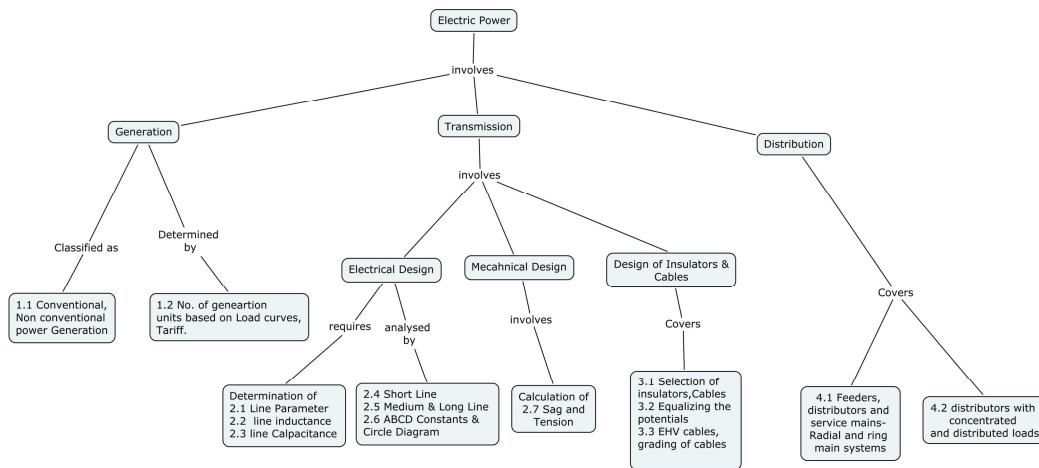 Electric Power
involves
Generation
Transmission
Distribution
involves
Classified as
Determined
by
Electrical Design
Mecahnical Design
Design of Insulators &
Cables
Covers
1.1 Conventional,
Non conventional
power Generation
1.2 No. of geneartion
units based on Load curves,
Tariff.
requires
analysed
by
involves
Covers
Determination of
2.1 Line Parameter
2.2 line inductance
2.3 line Calpacitance
2.4 Short Line
2.5 Medium & Long Line
2.6 ABCD Constants &
Circle Diagram
Calculation of
2.7 Sag and
Tension
3.1 Selection of
insulators,Cables
3.2 Equalizing the
potentials
3.3 EHV cables,
grading of cables
4.1 Feeders,
distributors and
service mains-
Radial and ring
main systems
4.2 distributors with
concentrated
and distributed loads